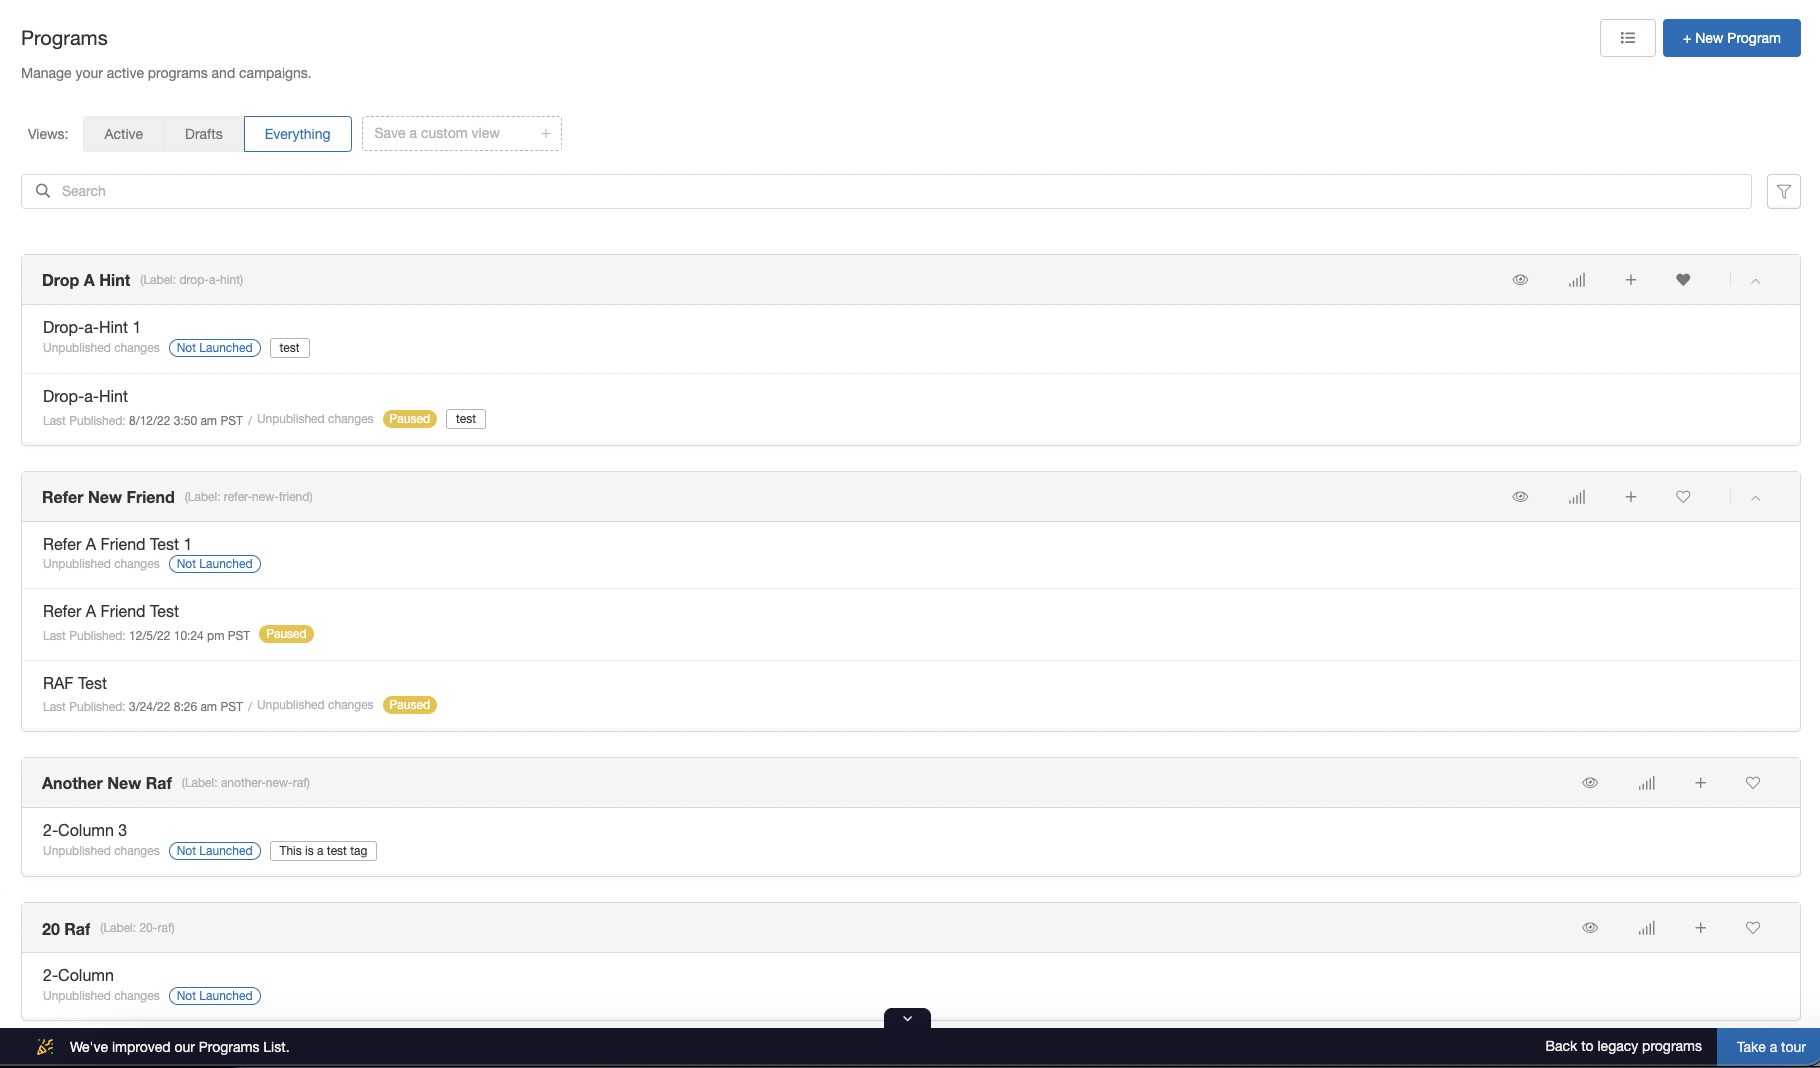 Programs
+ New Program
Manage your active programs and campaigns.
Views: Active Drafts Everything Save a custom view +
Search
Drop A Hint (Label: drop-a-hint)
Drop-a-Hint 1
Unpublished changes Not Launched test
Drop-a-Hint
Last Published: 8/12/22 3:50 am PST / Unpublished changes Paused test
Refer New Friend (Label: refer-new-friend)
Refer A Friend Test 1
Unpublished changes Not Launched
Refer A Friend Test
Last Published: 12/5/22 10:24 pm PST Paused
RAF Test
Last Published: 3/24/22 8:26 am PST / Unpublished changes Paused
Another New Raf (Label: another-new-raf)
2-Column 3
Unpublished changes Not Launched This is a test tag
20 Raf (Label: 20-raf)
2-Column
Unpublished changes Not Launched
We've improved our Programs List. Back to legacy programs Take a tour